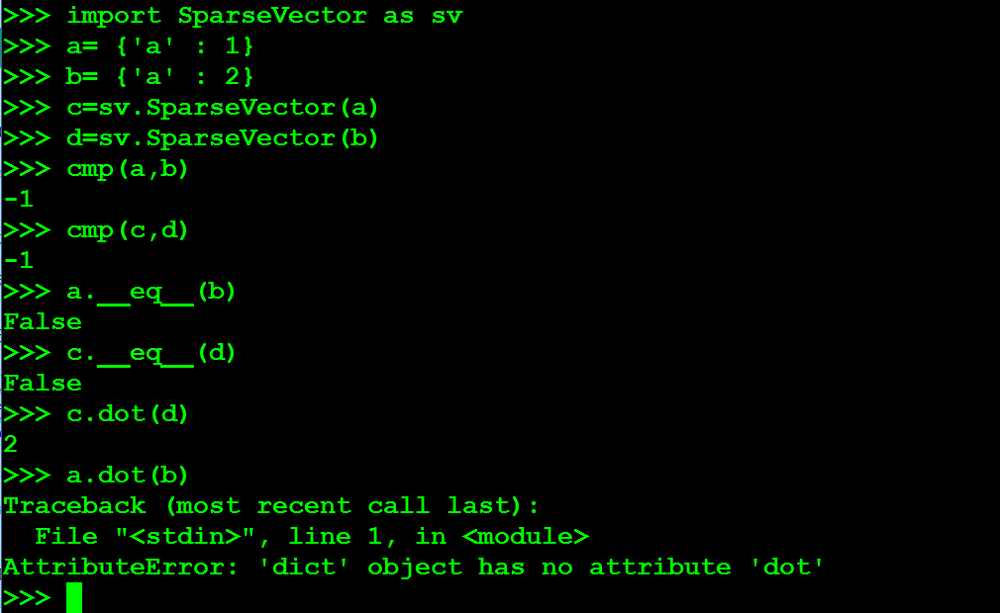 >>> import SparseVector as sv
>>> a= {'a' : 1}
>>> b= {'a' : 2}
>>> c=sv.SparseVector(a)
>>> d=sv.SparseVector(b)
>>> cmp(a,b)
-1
>>> cmp(c,d)
-1
>>> a.__eq__(b)
False
>>> c.__eq__(d)
False
>>> c.dot(d)
2
>>> a.dot(b)
Traceback (most recent call last):
  File "<stdin>", line 1, in <module>
AttributeError: 'dict' object has no attribute 'dot'
>>>